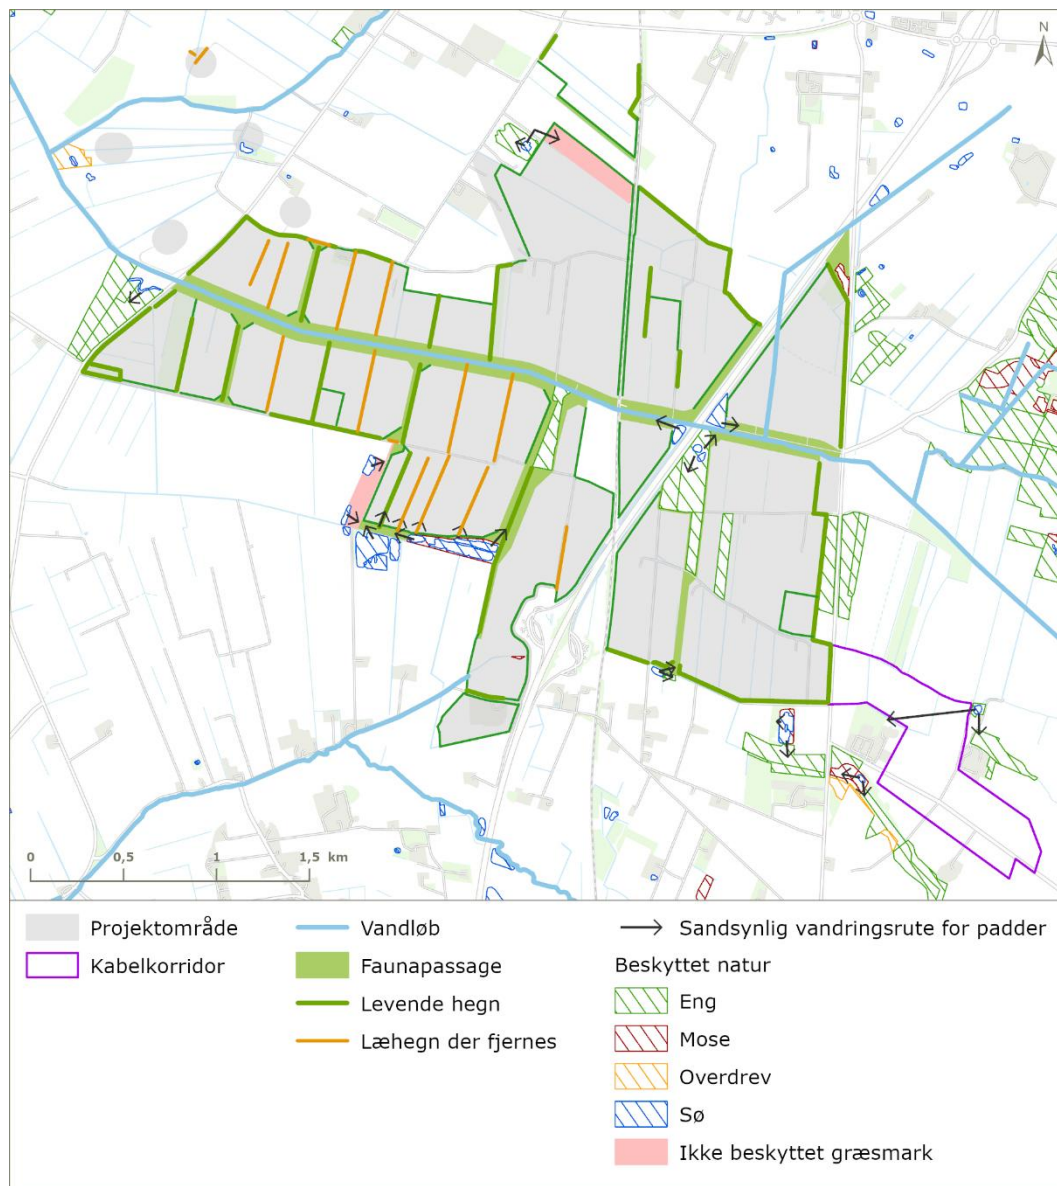 N
0 0,5 1 1,5 km
Projektområde
Kabelkorridor
Vandløb
Faunapassage
Levende hegn
Læhegn der fjernes
Sandsynlig vandringsrute for padder
Beskyttet natur
Eng
Mose
Overdrev
Sø
Ikke beskyttet græsmark